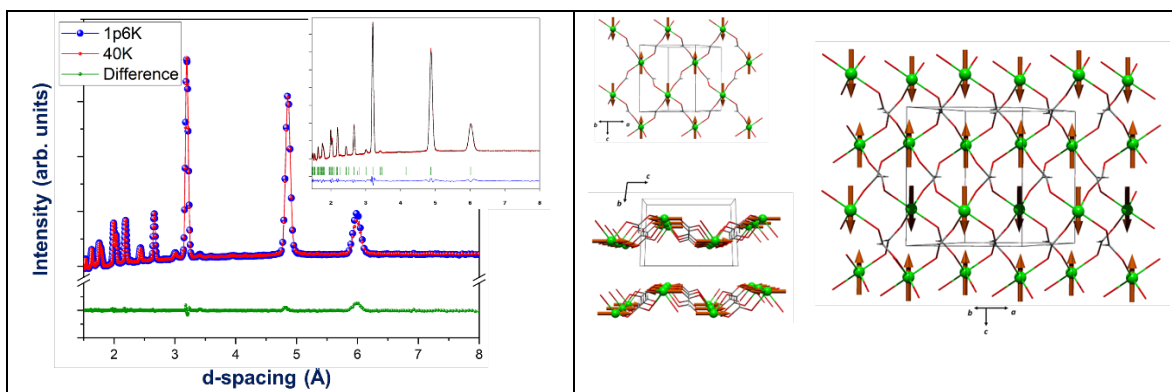 1p6K
40K
Difference
Intensity (arb. units)
2 3 4 5 6 7 8
2 3 4 5 6 7 8
d-spacing (Å)
b a
c
c
b
b a
c